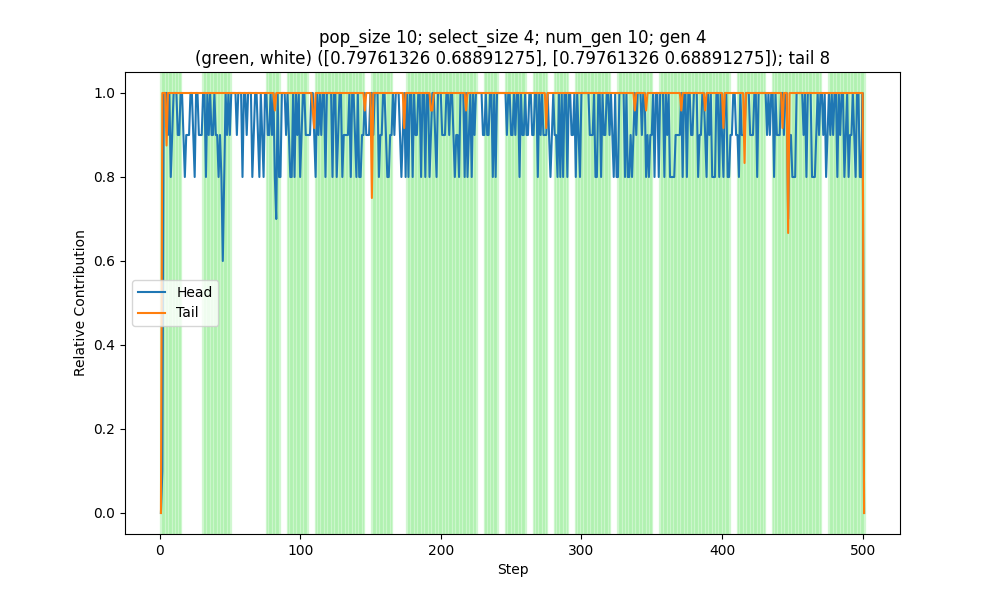 pop_size 10; select_size 4; num_gen 10; gen 4
(green, white) ([0.79761326 0.68891275], [0.79761326 0.68891275]); tail 8
1.0
0.8
0.6
0.4
0.2
0.0
Relative Contribution
Head
Tail
0
100
200
300
400
500
Step